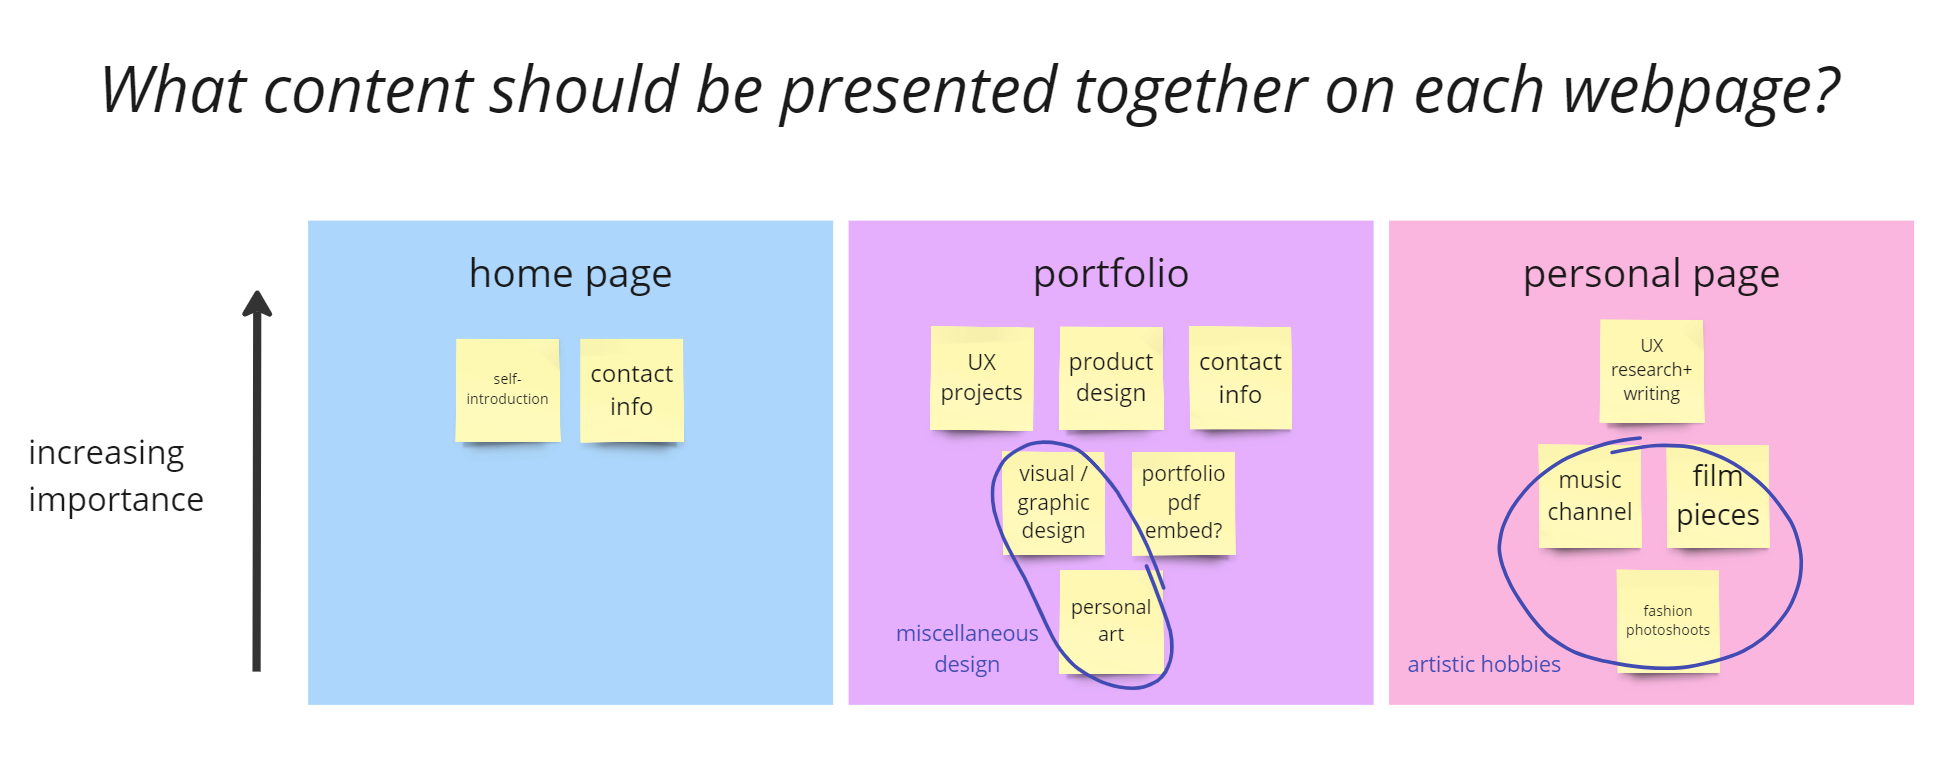 What content should be presented together on each webpage?
increasing
importance
home page
self-
introduction
contact
info
portfolio
UX
projects
product
design
contact
info
visual /
graphic
design
portfolio
pdf
embed?
personal
art
miscellaneous
design
personal page
UX
research+
writing
music
channel
film
pieces
fashion
photoshoots
artistic hobbies